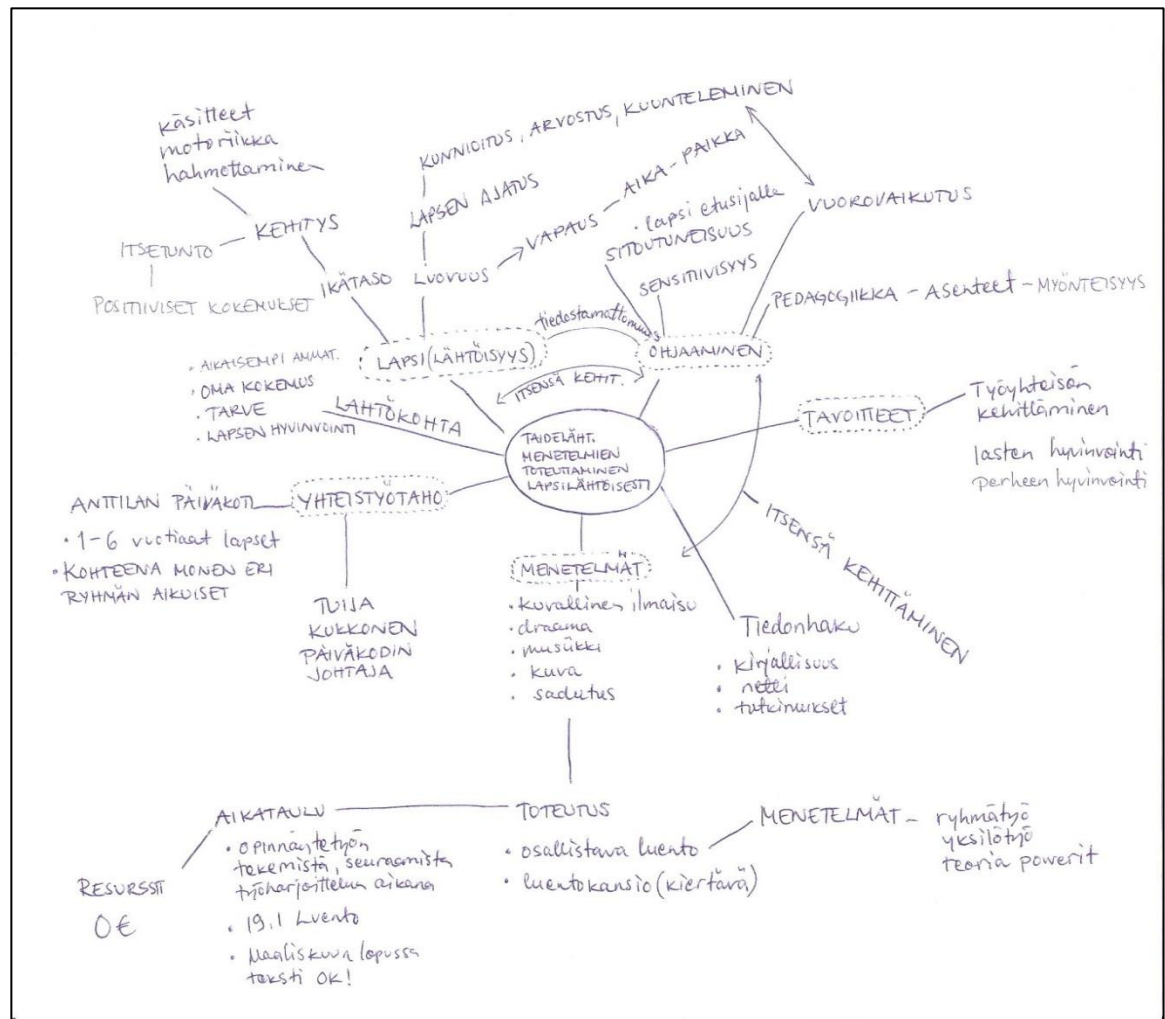 käsitteet
motoriikka
hahmottaminen
KEHITYS
ITSETUNTO
POSITIIVISET KOKEMUKSET
IKÄTASO
KUNNIOITUS, ARVOSTUS, KUUNTELEMINEN
LAPSEN AJATUS
LUOVUUS
VAPAUS - AIKA - PAIKKA
• lapsi etusijalle
SITOUTUNEISUUS
SENSITIIVISYYS
VUOROVAIKUTUS
PEDAGOGIIKKA - Asenteet - MYÖNTEISYYS
tiedostamattomuus
LAPSI(LÄHTÖISYYS)
OHJAAMINEN
ITSENSÄ KEHIT.
• AIKAISEMPI AMMAT.
• OMA KOKEMUS
• TARVE
• LAPSEN HYVINVOINTI
LÄHTÖKOHTA
TAIDELÄHT.
MENETELMIEN
TOTEUTTAMINEN
LAPSILÄHTÖISESTI
TAVOITTEET
Työyhteisön
kehittäminen
lasten hyvinvointi
perheen hyvinvointi
ITSENSÄ KEHITTÄMINEN
ANTTILAN PÄIVÄKOTI
YHTEISTYÖTAHO
• 1-6 vuotiaat lapset
• KOHTEENA MONEN ERI
RYHMÄN AIKUISET
TUIJA
KUKKONEN
PÄIVÄKODIN
JOHTAJA
MENETELMÄT
• kuvallinen ilmaisu
• draama
• musiikki
• kuva
• sadutus
Tiedonhaku
• kirjallisuus
• netti
• tutkimukset
AIKATAULU
• opinnäytetyön
tekemistä, seuraamista
työharjoittelun aikana
• 19.1 Luento
• Maaliskuun lopussa
teksti OK!
RESURSSIT
0€
TOTEUTUS
• osallistava luento
• luentokansio (kiertävä)
MENETELMÄT - ryhmätyö
yksilötyö
teoria powerit